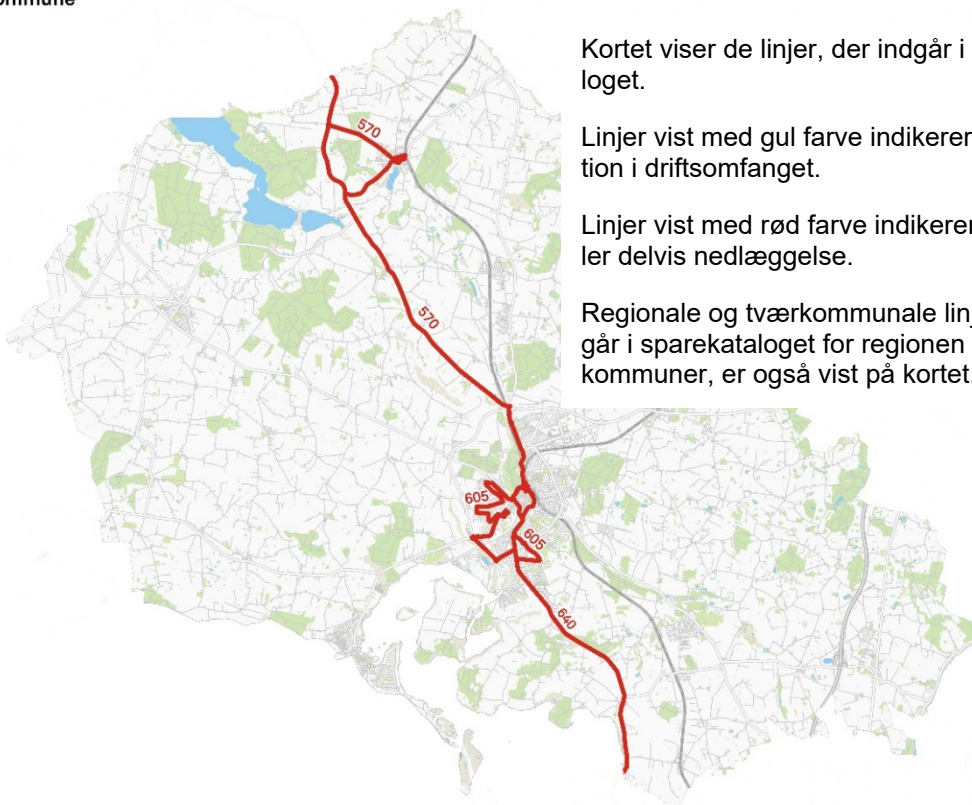 Kortet viser de linjer, der indgår i
loget.
Linjer vist med gul farve indikerer
tion i driftsomfanget.
Linjer vist med rød farve indikerer
ler delvis nedlæggelse.
Regionale og tværkommunale linj
går i sparekataloget for regionen
kommuner, er også vist på kortet.
570
570
605
605
640